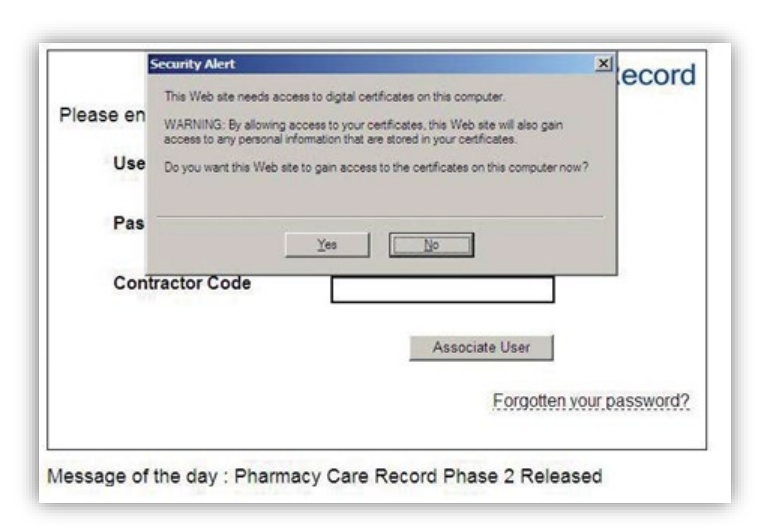 Security Alert
ecord
This Web site needs access to digital certificates on this computer.
Please en
WARNING: By allowing access to your certificates, this Web site will also gain
access to any personal information that are stored in your certificates.
Use
Do you want this Web site to gain access to the certificates on this computer now?
Pas
Yes
No
Contractor Code
Associate User
Forgotten your password?
Message of the day : Pharmacy Care Record Phase 2 Released